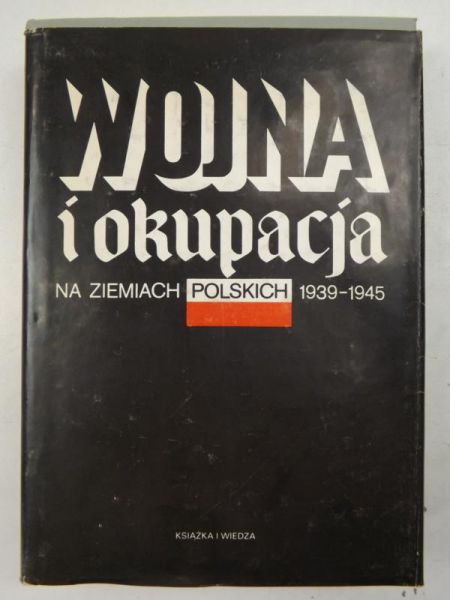 WOJNA
i okupacja
NA ZIEMIACH POLSKICH 1939-1945
KSIĄŻKA I WIEDZA